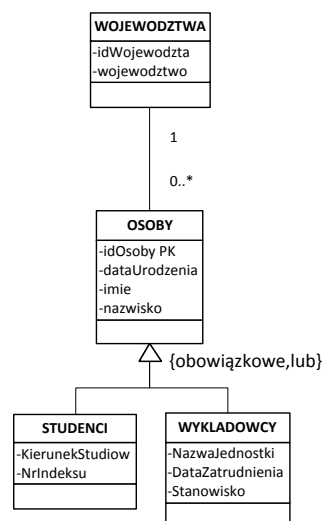 WOJEWODZTWA
-idWojewodzta
-wojewodztwo
1
0..*
OSOBY
-idOsoby PK
-dataUrodzenia
-imie
-nazwisko
{obowiązkowe,lub}
STUDENCI
-KierunekStudiow
-NrIndeksu
WYKLADOWCY
-NazwaJednostki
-DataZatrudnienia
-Stanowisko